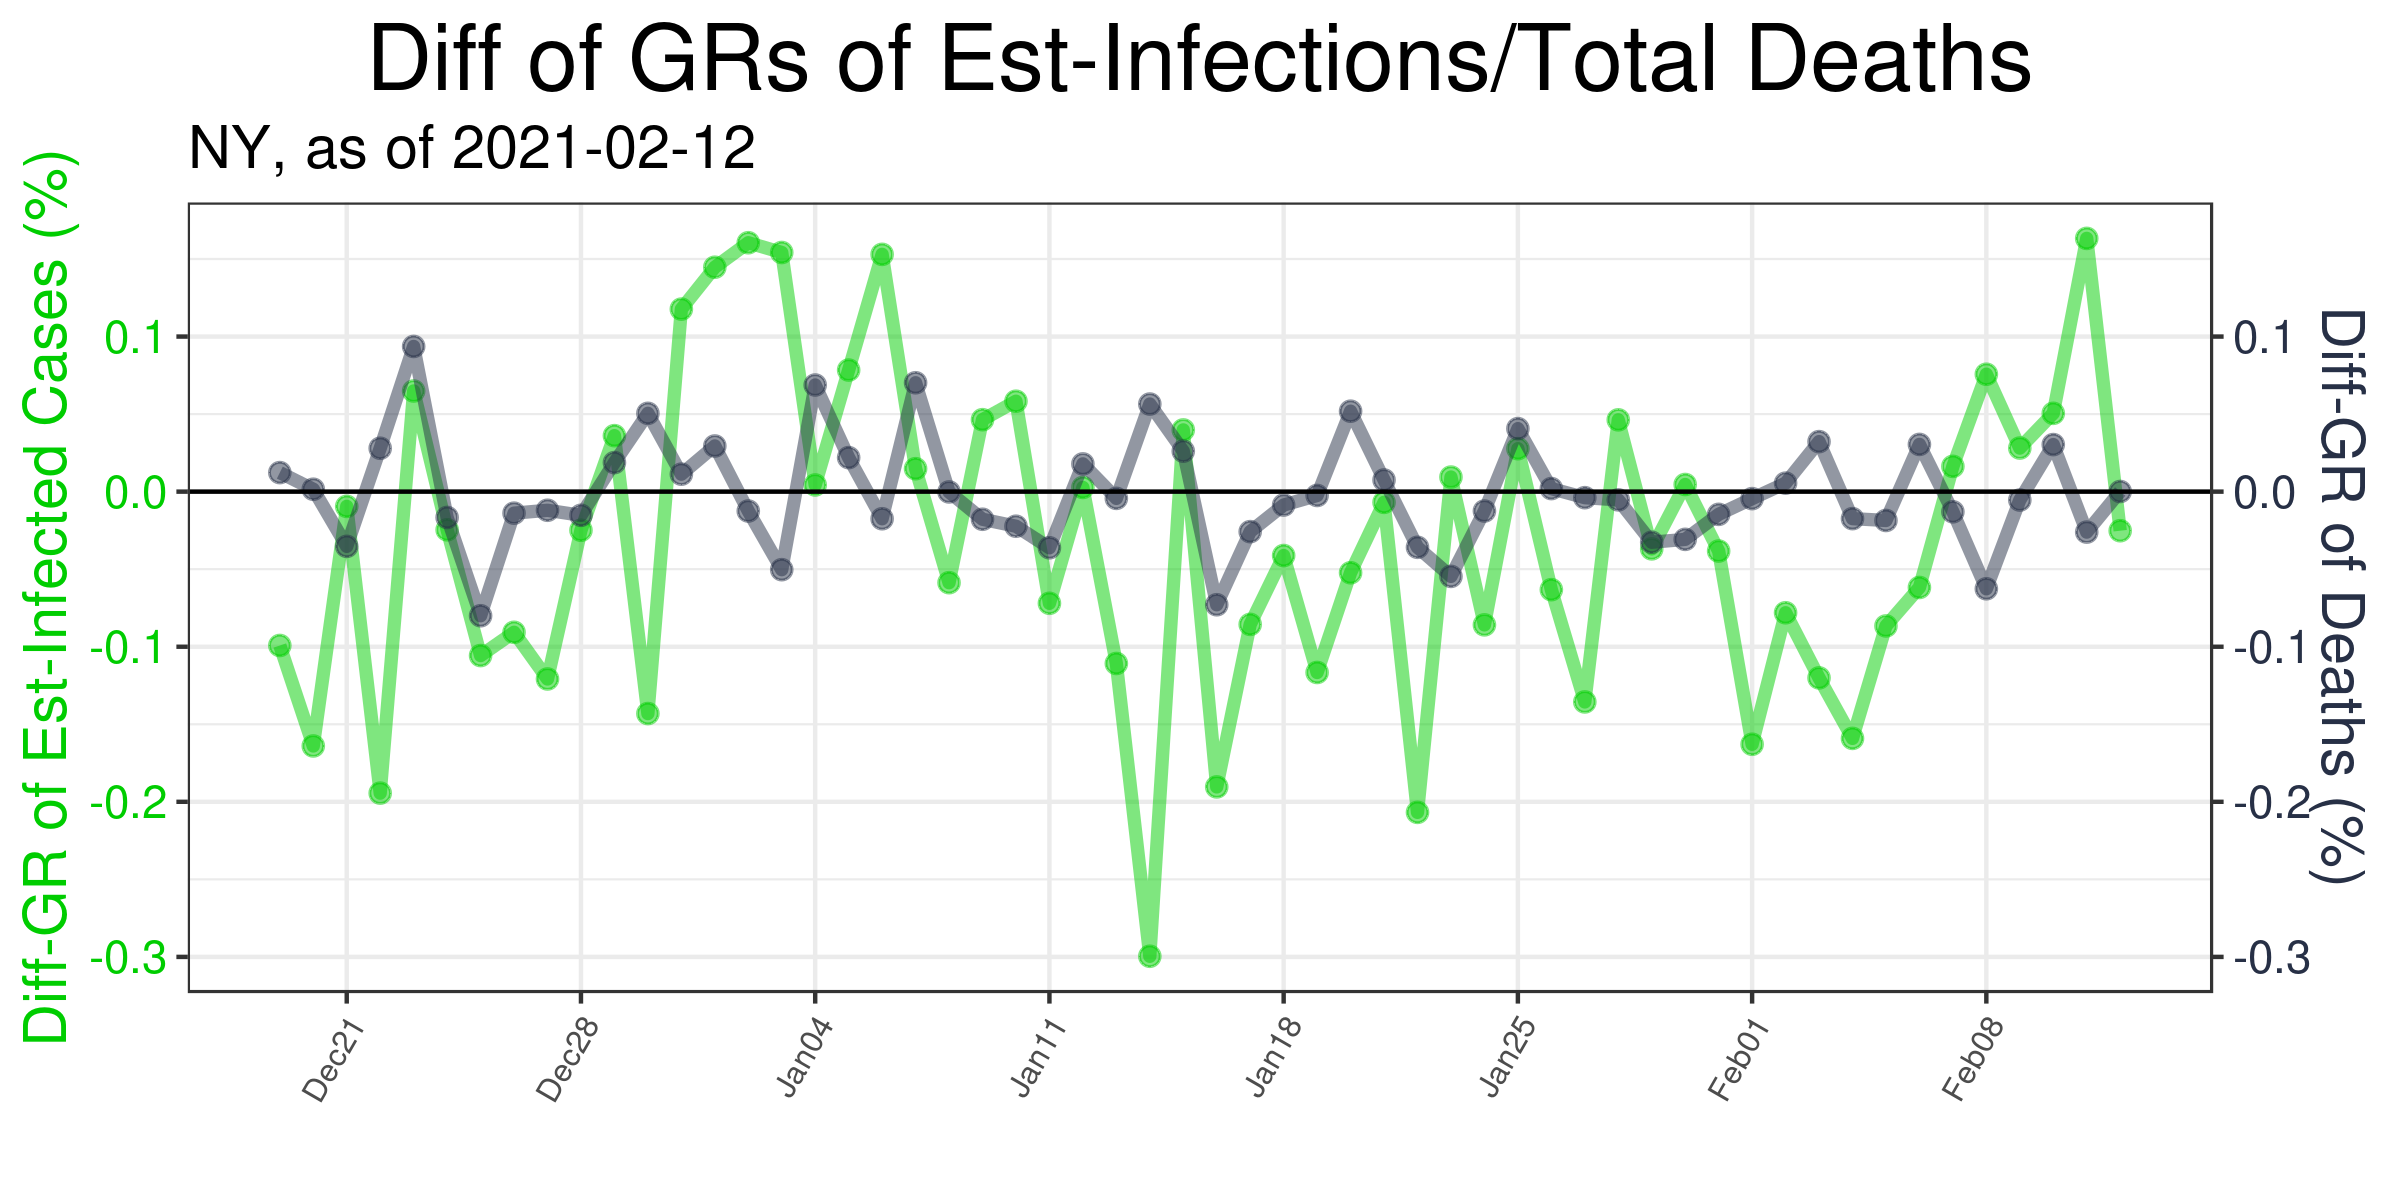 Diff of GRs of Est-Infections/Total Deaths
NY, as of 2021-02-12
Diff-GR of Est-Infected Cases (%)
0.1
0.0
-0.1
-0.2
-0.3
0.1
0.0
-0.1
-0.2
-0.3
Diff-GR of Deaths (%)
Dec21
Dec28
Jan04
Jan11
Jan18
Jan25
Feb01
Feb08